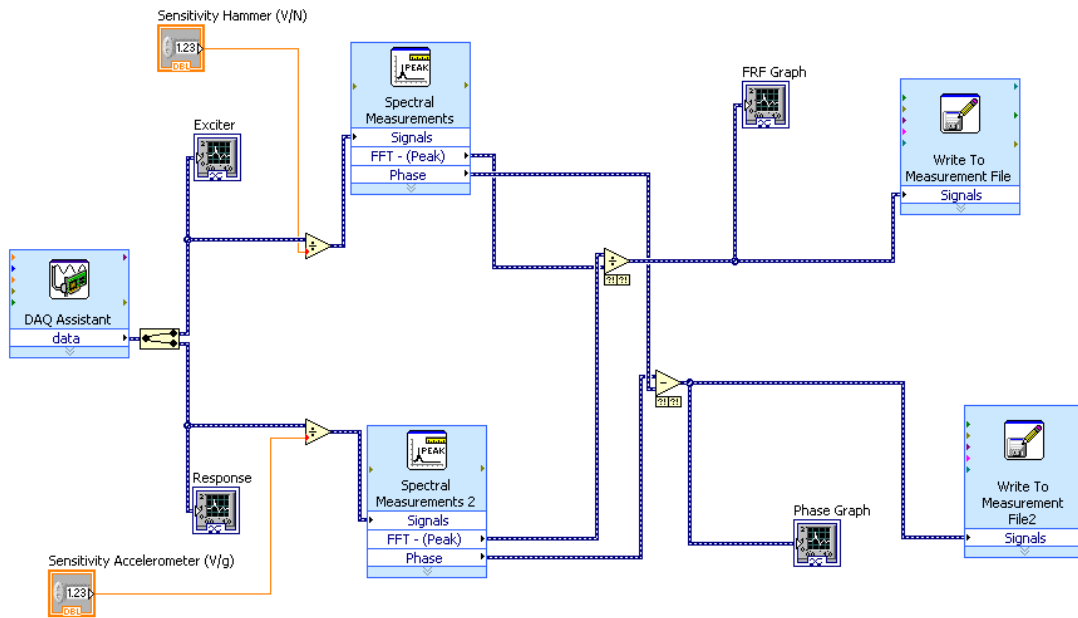 Sensitivity Hammer (V/N)
1.23
DBL
PEAK
Spectral
Measurements
Signals
FFT - (Peak)
Phase
FRF Graph
Write To
Measurement File
Signals
Exciter
DAQ Assistant
data
?! ?!
?! ?!
PEAK
Spectral
Measurements 2
Signals
FFT - (Peak)
Phase
Response
Sensitivity Accelerometer (V/g)
1.23
DBL
Phase Graph
Write To
Measurement
File2
Signals